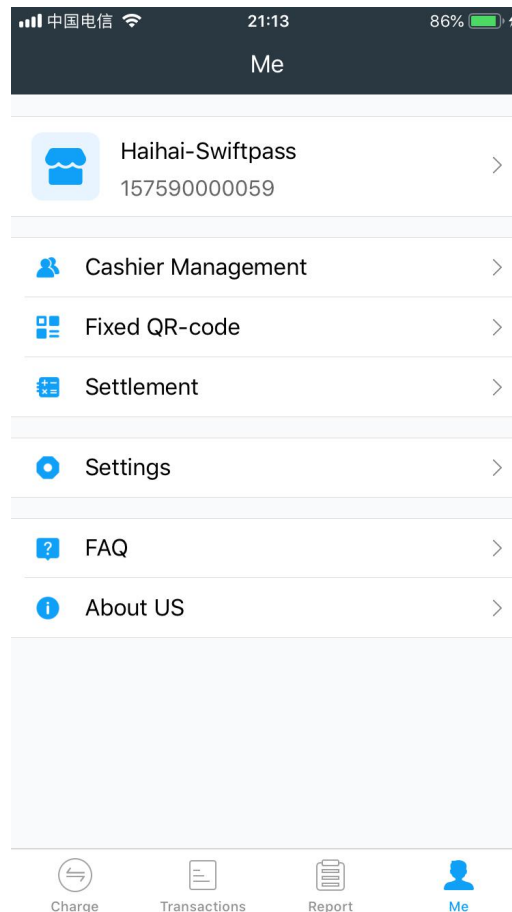 中国电信 21:13 86%
Me
Haihai-Swiftpass
157590000059
Cashier Management
Fixed QR-code
Settlement
Settings
FAQ
About US
Charge Transactions Report Me